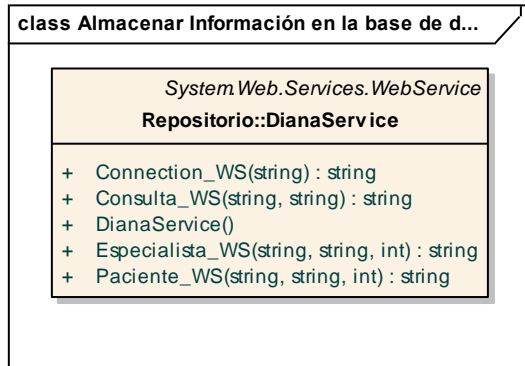 class Almacenar Información en la base de d...
System.Web.Services.WebService
Repositorio::DianaService
+ Connection_WS(string) : string
+ Consulta_WS(string, string) : string
+ DianaService()
+ Especialista_WS(string, string, int) : string
+ Paciente_WS(string, string, int) : string